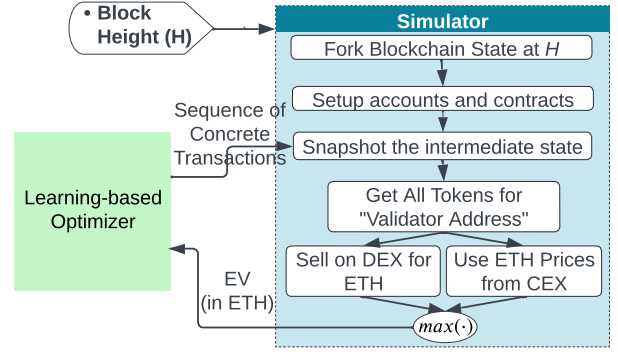 • Block
Height (H)
Simulator
Fork Blockchain State at H
Setup accounts and contracts
Sequence of
Concrete
Transactions
Snapshot the intermediate state
Learning-based
Optimizer
Get All Tokens for
"Validator Address"
Sell on DEX for
ETH
Use ETH Prices
from CEX
EV
(in ETH)
max(·)